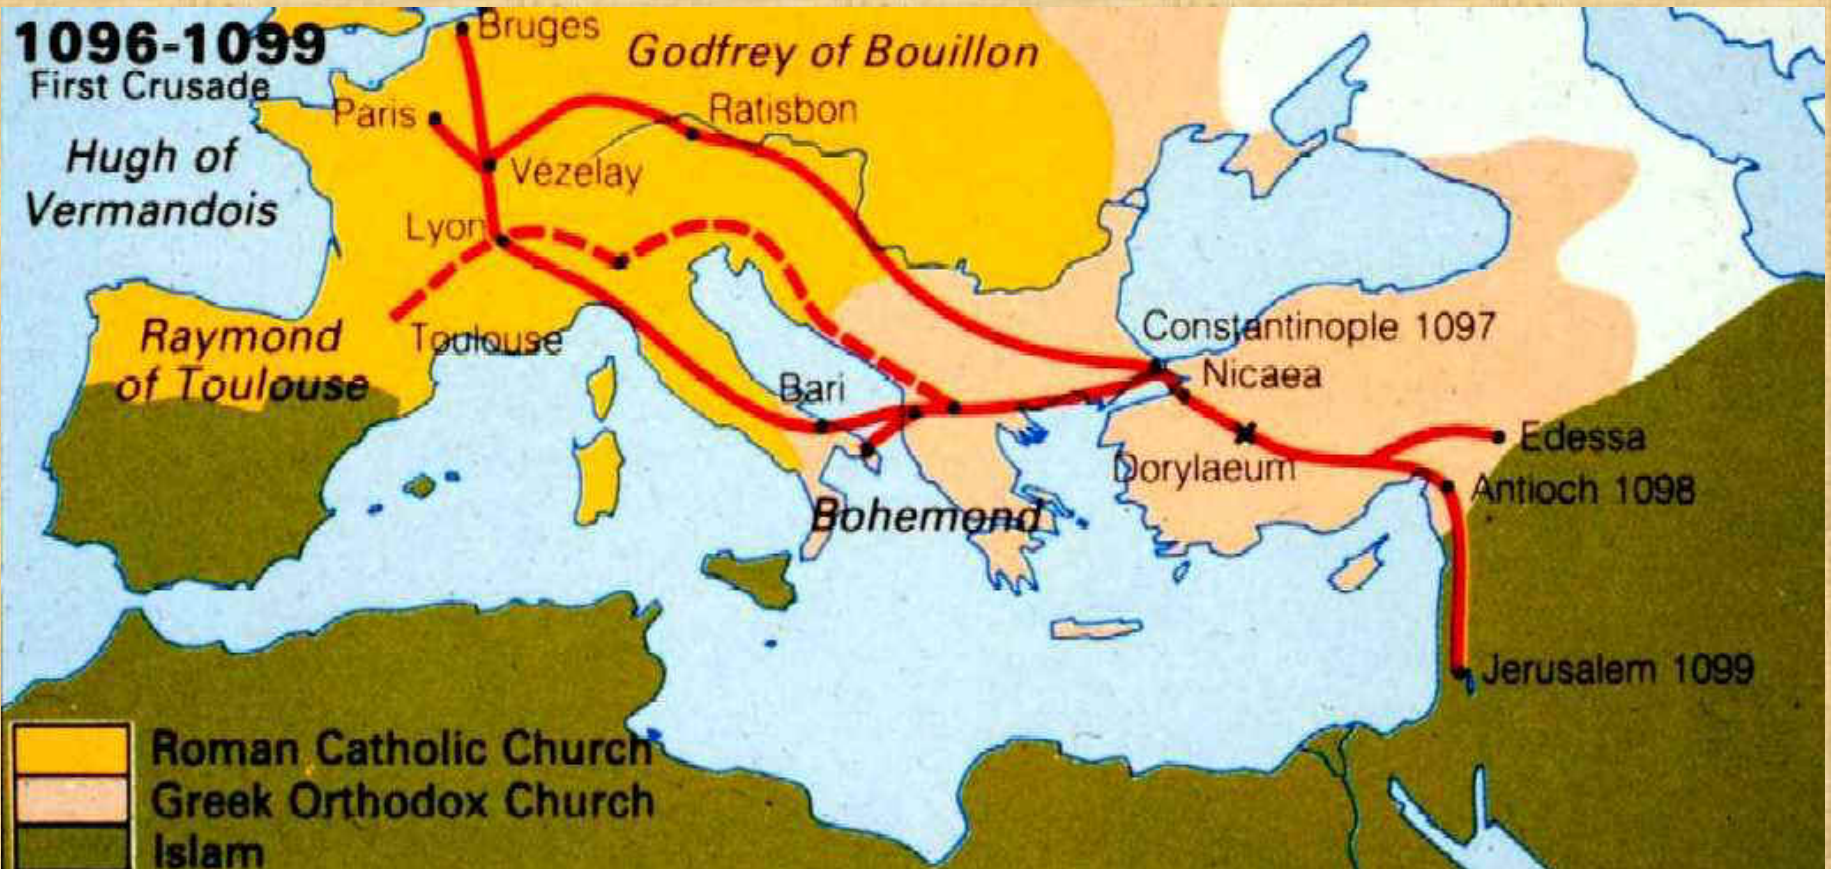 1096-1099
First Crusade
Hugh of
Vermandois
Bruges
Godfrey of Bouillon
Paris
Ratisbon
Vézelay
Lyon
Raymond
of Toulouse
Toulouse
Bari
Constantinople 1097
Nicaea
Dorylaeum
Edessa
Antioch 1098
Bohemond
Jerusalem 1099
Roman Catholic Church
Greek Orthodox Church
Islam